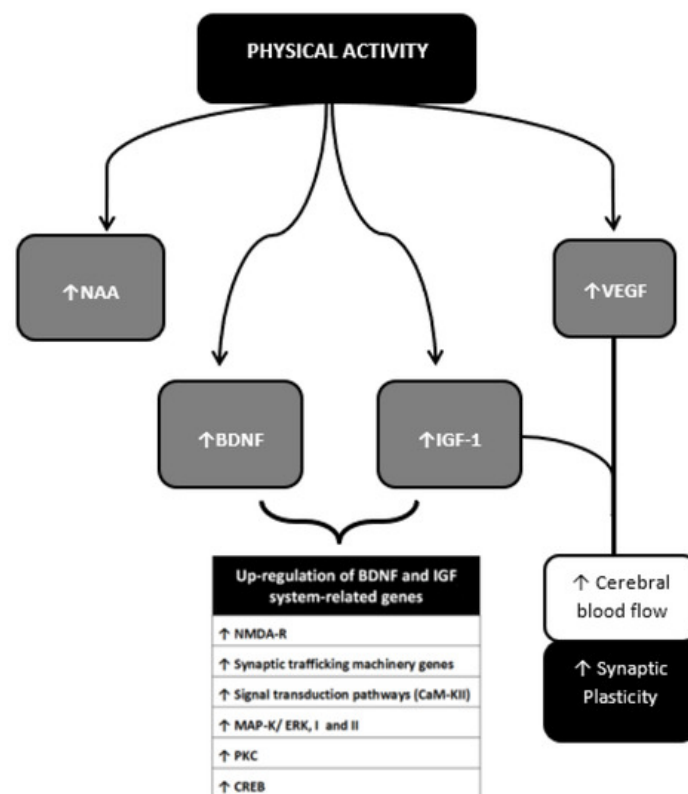 PHYSICAL ACTIVITY
↑NAA
↑VEGF
↑BDNF
↑IGF-1
Up-regulation of BDNF and IGF
system-related genes
↑ NMDA-R
↑ Synaptic trafficking machinery genes
↑ Signal transduction pathways (CaM-KII)
↑ MAP-K/ ERK, I and II
↑ PKC
↑ CREB
↑ Cerebral
blood flow
↑ Synaptic
Plasticity